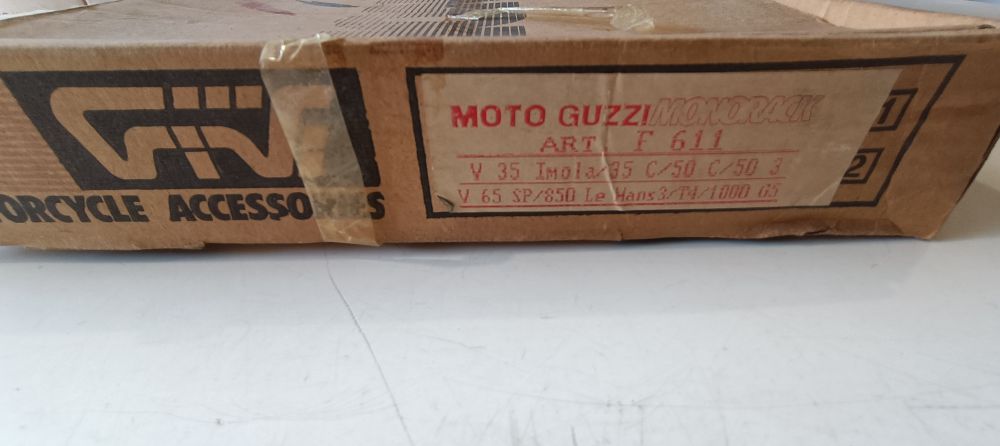 GIVI
ORCYCLE ACCESSORIES
MOTO GUZZI MONORACK
ART F 611
V 35 Imola/35 C/50 C/50 3
V 65 SP/850 Le Mans3/T4/1000 G5
1
2